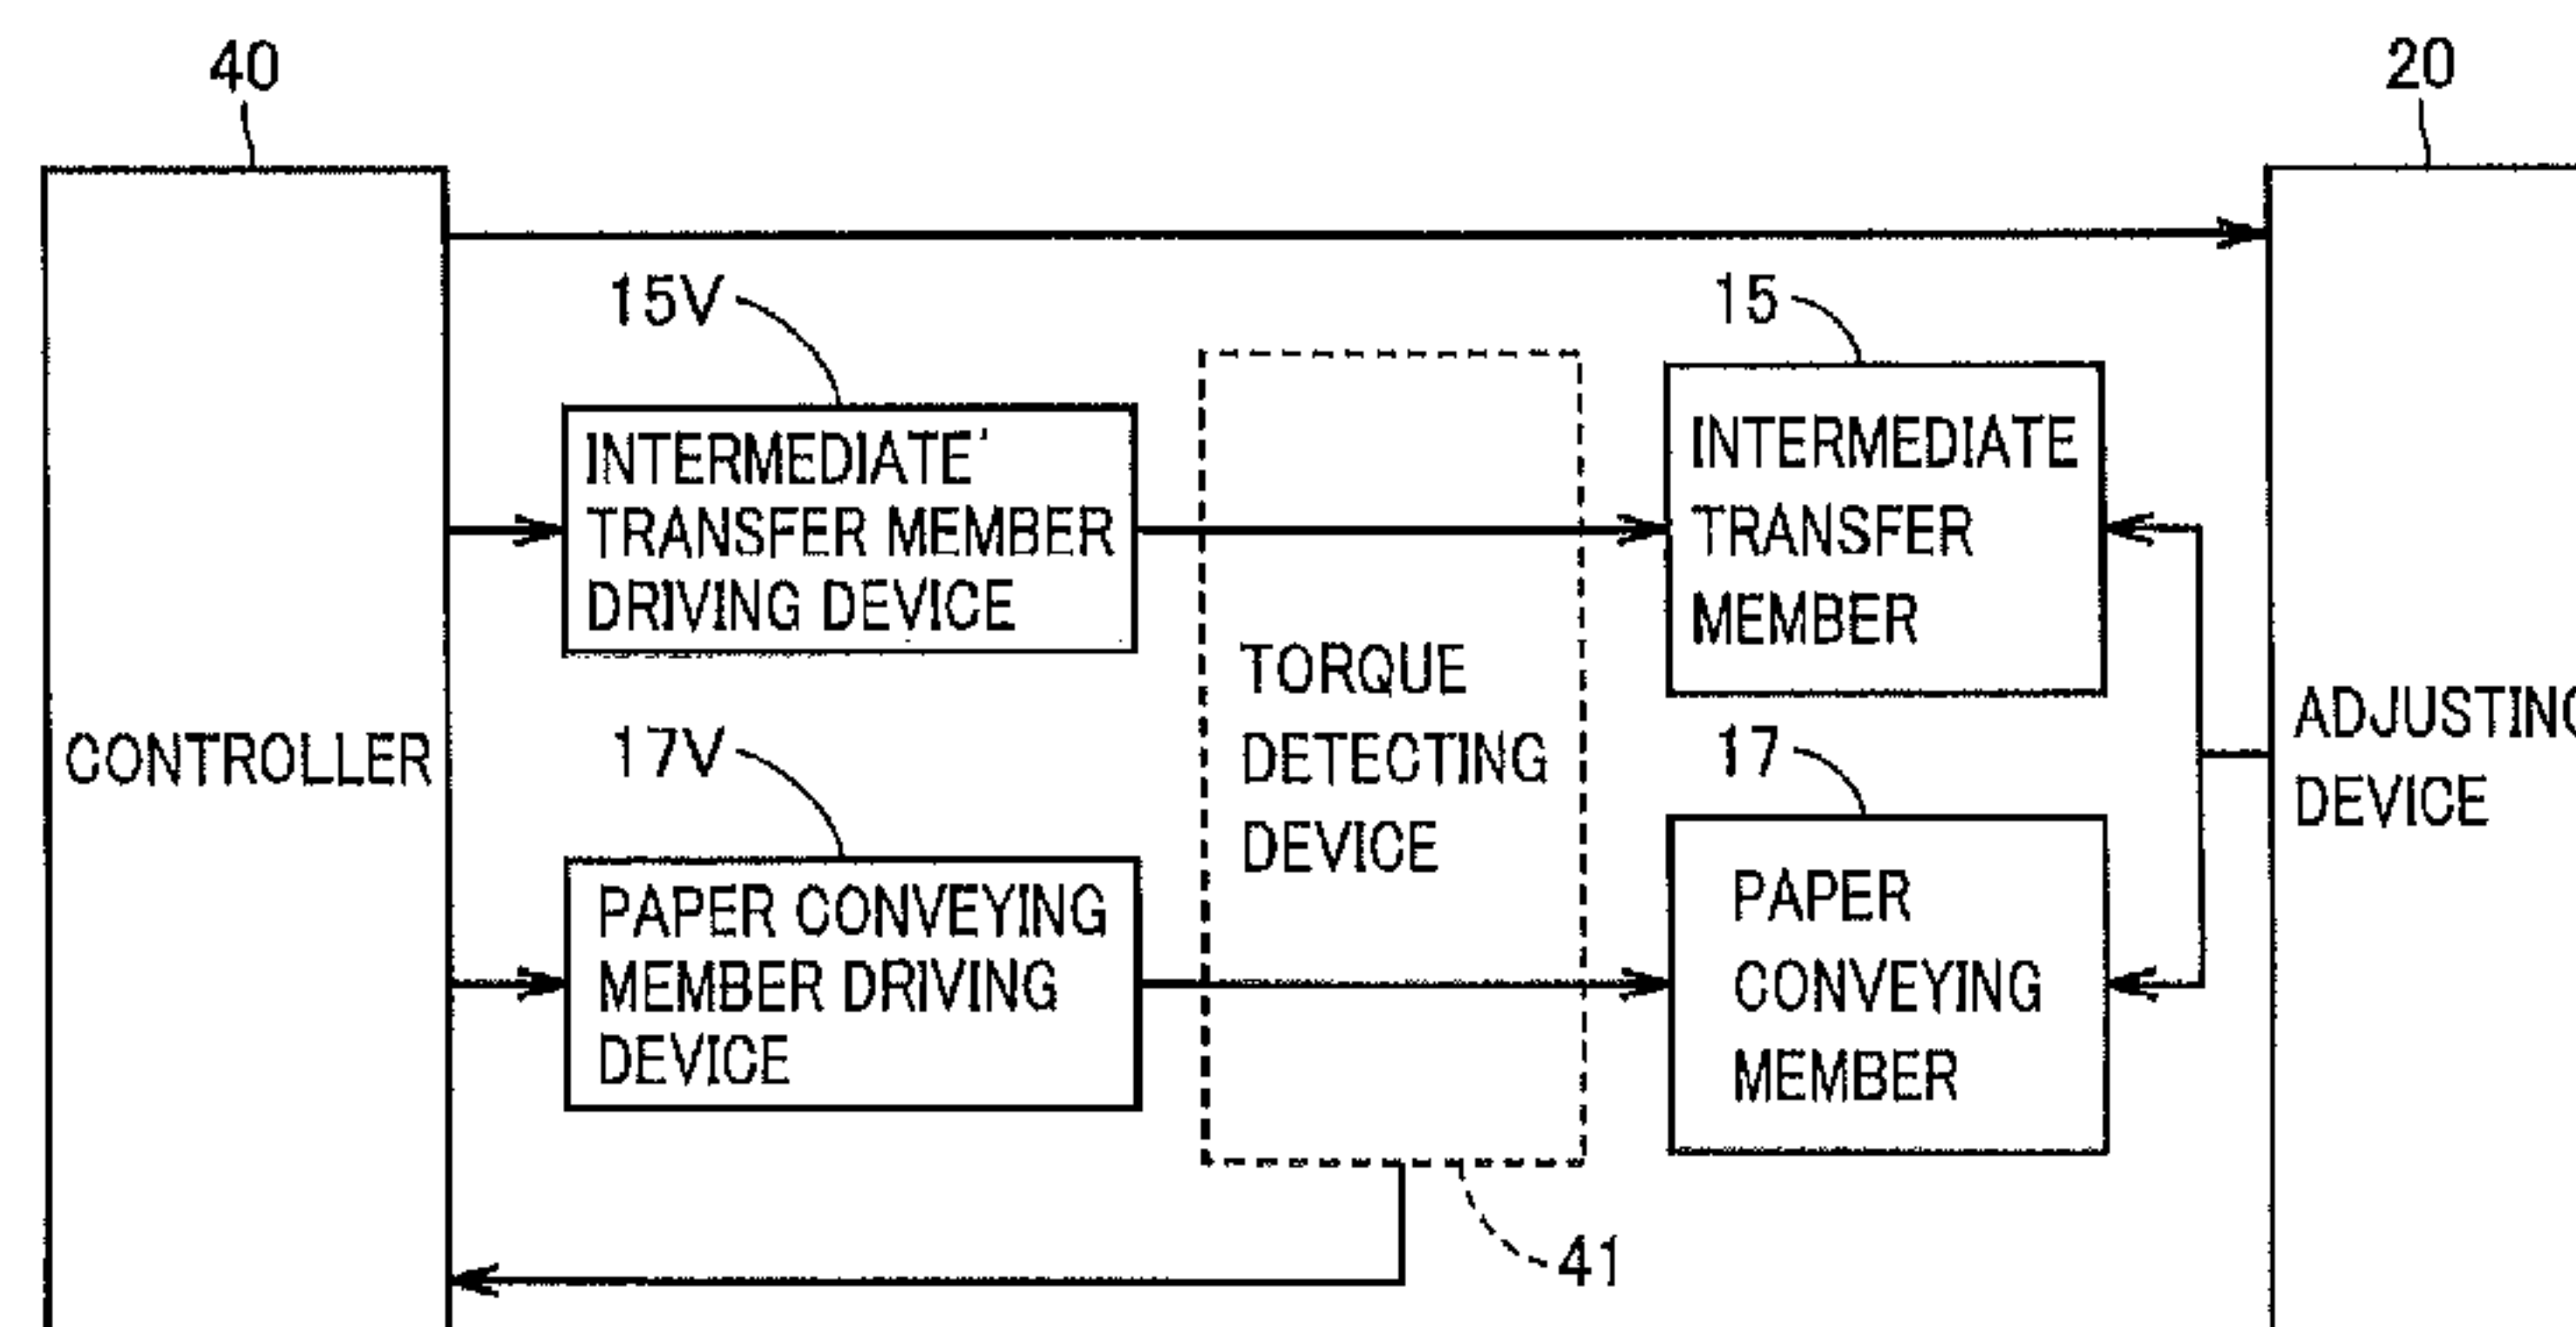 40
20
15V
15
INTERMEDIATE
TRANSFER MEMBER
DRIVING DEVICE
INTERMEDIATE
TRANSFER
MEMBER
TORQUE
DETECTING
DEVICE
CONTROLLER
ADJUSTING
DEVICE
17V
17
PAPER CONVEYING
MEMBER DRIVING
DEVICE
PAPER
CONVEYING
MEMBER
41